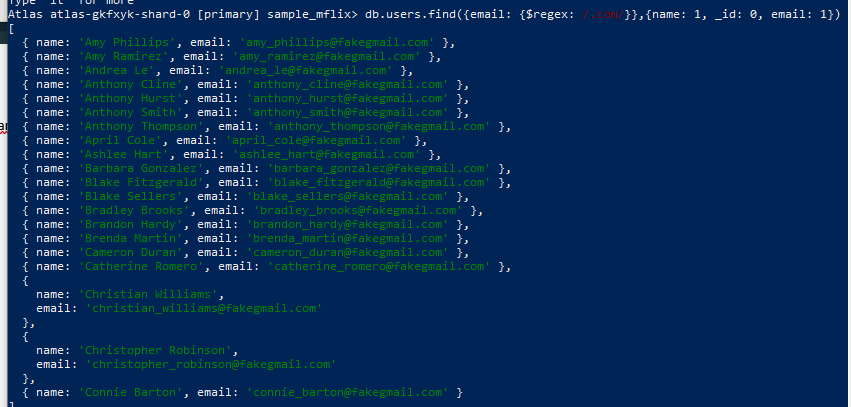 Type "it" for more
Atlas atlas-gkfxyk-shard-0 [primary] sample_mflix> db.users.find({email: {$regex: /.com/}},{name: 1, _id: 0, email: 1})
[
  { name: 'Amy Phillips', email: 'amy_phillips@fakegmail.com' },
  { name: 'Amy Ramirez', email: 'amy_ramirez@fakegmail.com' },
  { name: 'Andrea Le', email: 'andrea_le@fakegmail.com' },
  { name: 'Anthony Cline', email: 'anthony_cline@fakegmail.com' },
  { name: 'Anthony Hurst', email: 'anthony_hurst@fakegmail.com' },
  { name: 'Anthony Smith', email: 'anthony_smith@fakegmail.com' },
  { name: 'Anthony Thompson', email: 'anthony_thompson@fakegmail.com' },
  { name: 'April Cole', email: 'april_cole@fakegmail.com' },
  { name: 'Ashlee Hart', email: 'ashlee_hart@fakegmail.com' },
  { name: 'Barbara Gonzalez', email: 'barbara_gonzalez@fakegmail.com' },
  { name: 'Blake Fitzgerald', email: 'blake_fitzgerald@fakegmail.com' },
  { name: 'Blake Sellers', email: 'blake_sellers@fakegmail.com' },
  { name: 'Bradley Brooks', email: 'bradley_brooks@fakegmail.com' },
  { name: 'Brandon Hardy', email: 'brandon_hardy@fakegmail.com' },
  { name: 'Brenda Martin', email: 'brenda_martin@fakegmail.com' },
  { name: 'Cameron Duran', email: 'cameron_duran@fakegmail.com' },
  { name: 'Catherine Romero', email: 'catherine_romero@fakegmail.com' },
  {
    name: 'Christian Williams',
    email: 'christian_williams@fakegmail.com'
  },
  {
    name: 'Christopher Robinson',
    email: 'christopher_robinson@fakegmail.com'
  },
  { name: 'Connie Barton', email: 'connie_barton@fakegmail.com' }
]